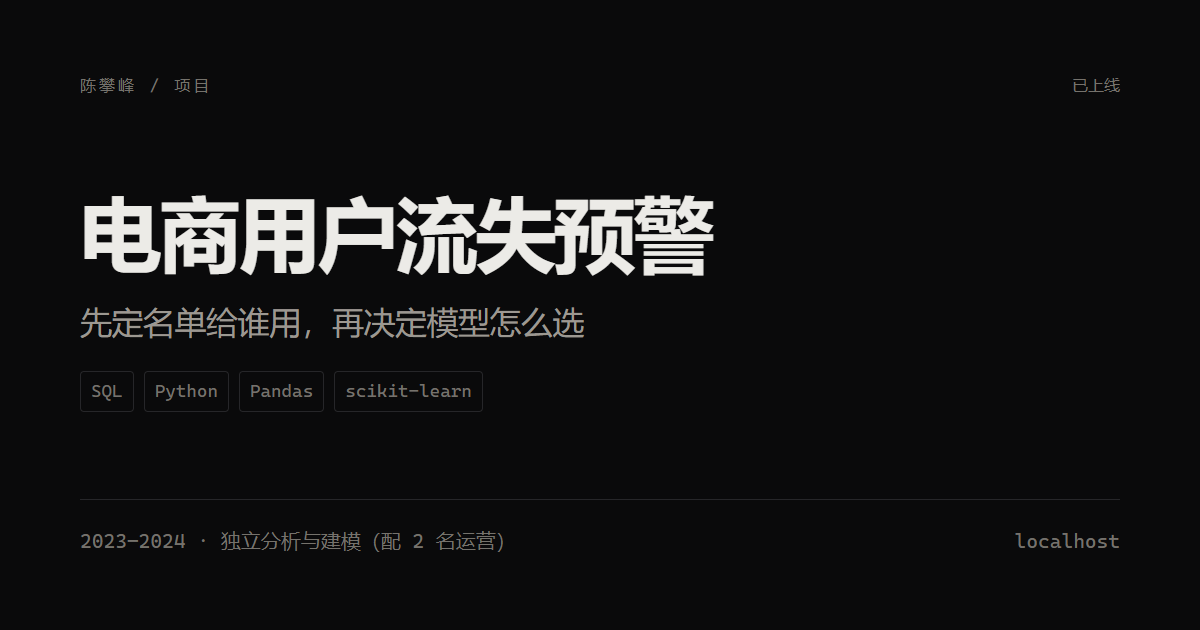 陈攀峰 / 项目
已上线
电商用户流失预警
先定名单给谁用，再决定模型怎么选
SQL Python Pandas scikit-learn
2023-2024 · 独立分析与建模（配 2 名运营）
localhost